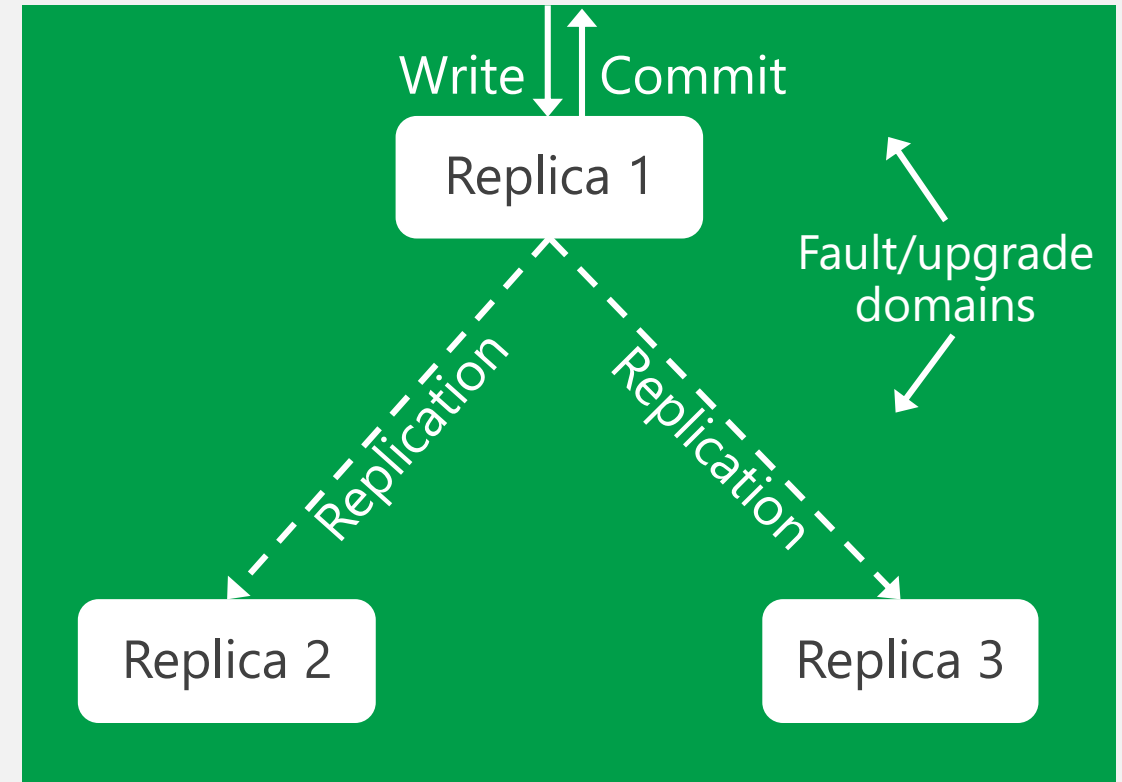 Write
Commit
Replica 1
Fault/upgrade
domains
Replication
Replication
Replica 2
Replica 3